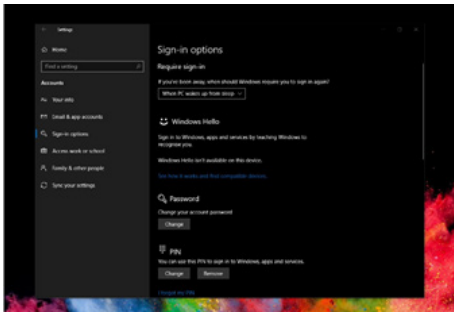 Settings
Home
Find a setting
Accounts
Your info
Email & app accounts
Sign-in options
Access work or school
Family & other people
Sync your settings
Sign-in options
Require sign-in
If you've been away, when should Windows require you to sign in again?
When PC wakes up from sleep
Windows Hello
Sign in to Windows, apps and services by teaching Windows to
recognize you.
Windows Hello isn't available on this device.
See how it works and find compatible devices.
Password
Change your account password
Change
PIN
You can use this PIN to sign in to Windows, apps and services.
Change
Remove
I forgot my PIN